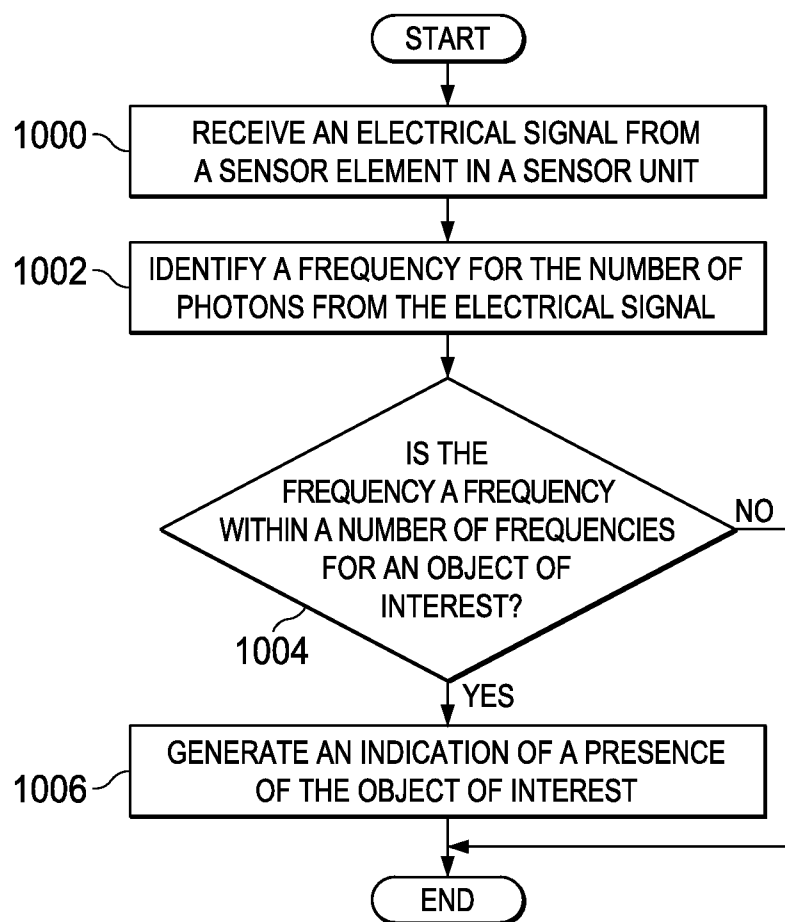 START
1000
RECEIVE AN ELECTRICAL SIGNAL FROM
A SENSOR ELEMENT IN A SENSOR UNIT
1002
IDENTIFY A FREQUENCY FOR THE NUMBER OF
PHOTONS FROM THE ELECTRICAL SIGNAL
IS THE
FREQUENCY A FREQUENCY
WITHIN A NUMBER OF FREQUENCIES
FOR AN OBJECT OF
INTEREST?
NO
1004
YES
1006
GENERATE AN INDICATION OF A PRESENCE
OF THE OBJECT OF INTEREST
END